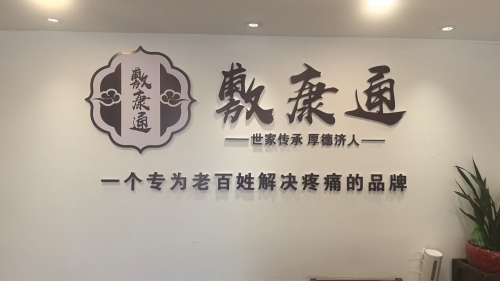 敷康通
敷康通
世家传承 厚德济人
一个专为老百姓解决疼痛的品牌